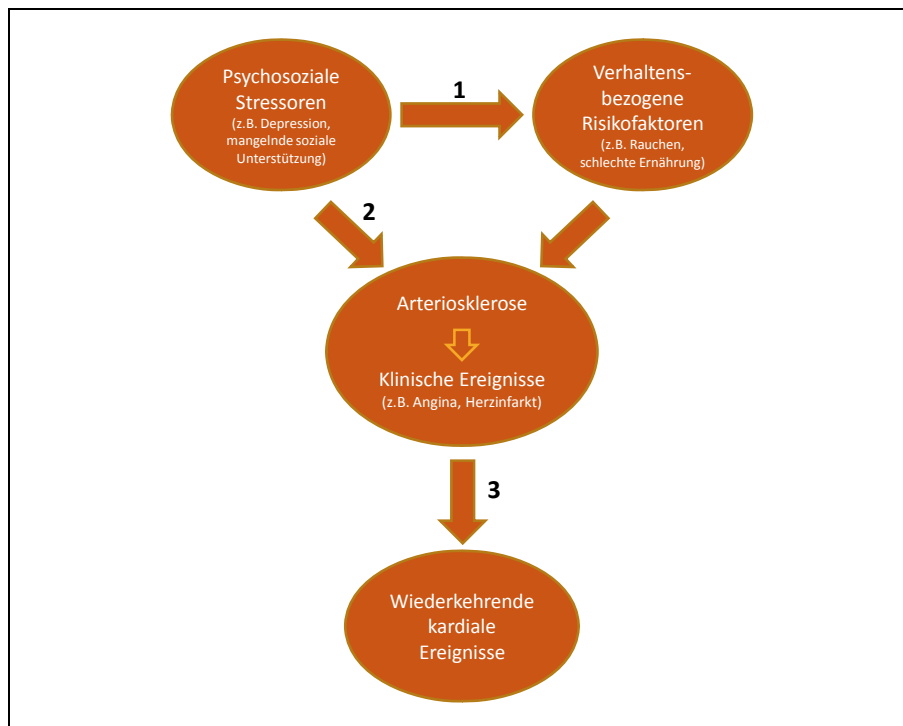 Psychosoziale
Stressoren
(z.B. Depression,
mangelnde soziale
Unterstützung)
1
Verhaltens-
bezogene
Risikofaktoren
(z.B. Rauchen,
schlechte Ernährung)
2
Arteriosklerose
Klinische Ereignisse
(z.B. Angina, Herzinfarkt)
3
Wiederkehrende
kardiale
Ereignisse